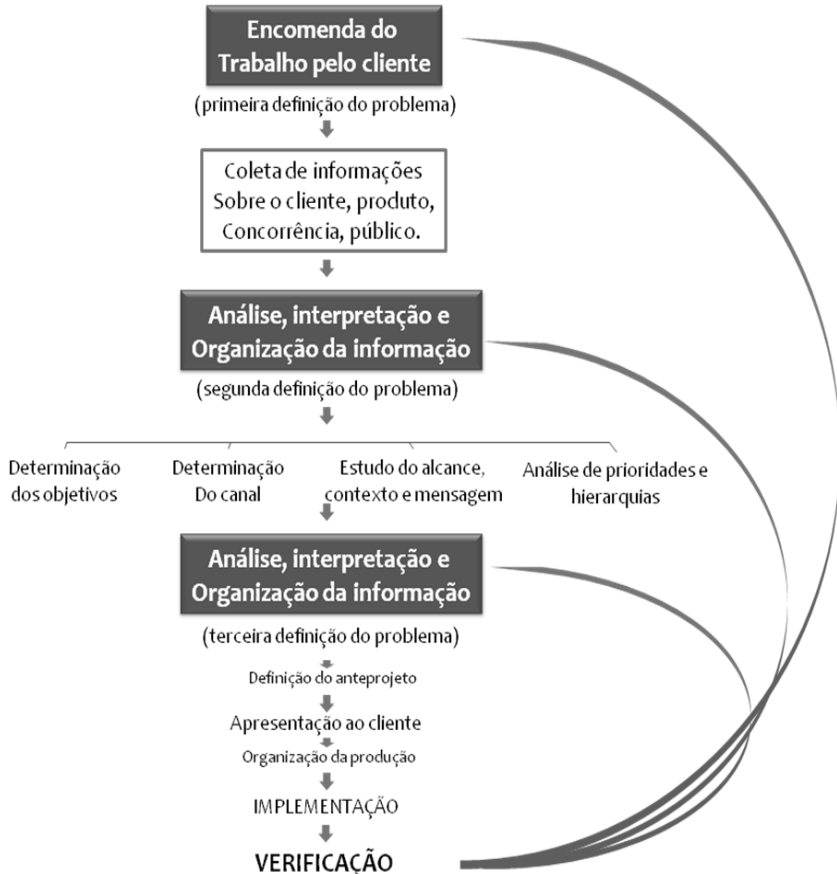 Encomenda do
Trabalho pelo cliente
(primeira definição do problema)
Coleta de informações
Sobre o cliente, produto,
Concorrência, público.
Análise, interpretação e
Organização da informação
(segunda definição do problema)
Determinação
dos objetivos
Determinação
Do canal
Estudo do alcance,
contexto e mensagem
Análise de prioridades e
hierarquias
Análise, interpretação e
Organização da informação
(terceira definição do problema)
Definição do anteprojeto
Apresentação ao cliente
Organização da produção
IMPLEMENTAÇÃO
VERIFICAÇÃO